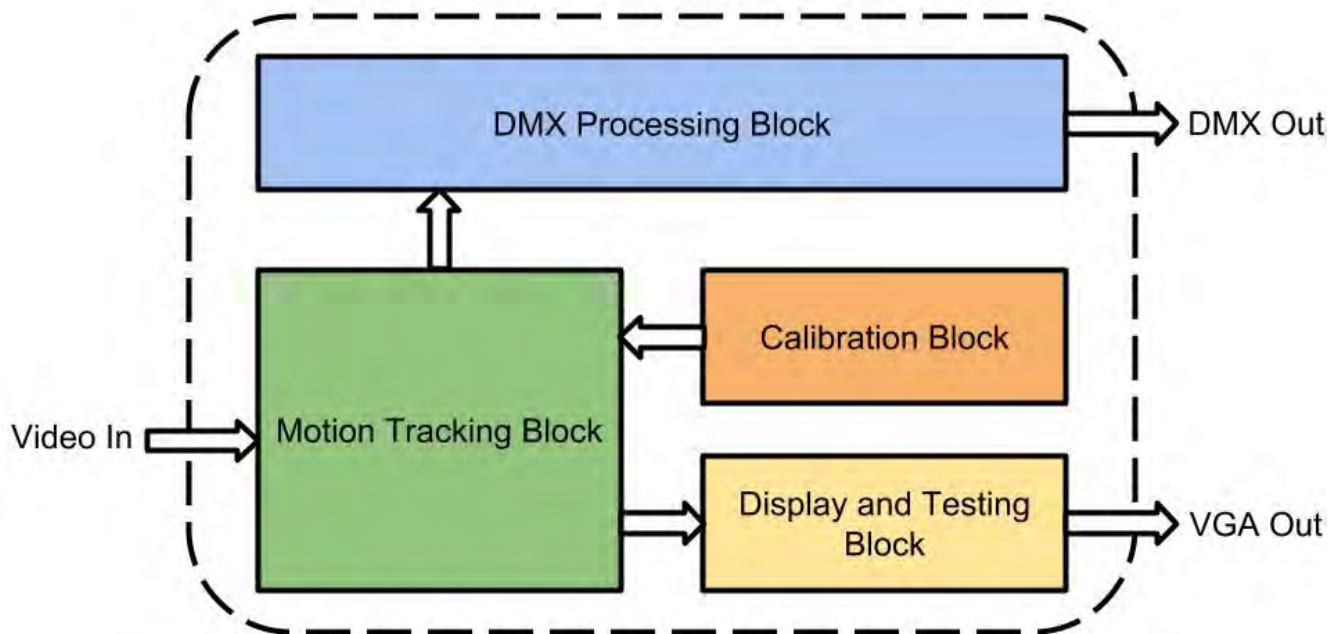 DMX Processing Block
DMX Out
Calibration Block
Video In
Motion Tracking Block
Display and Testing
Block
VGA Out